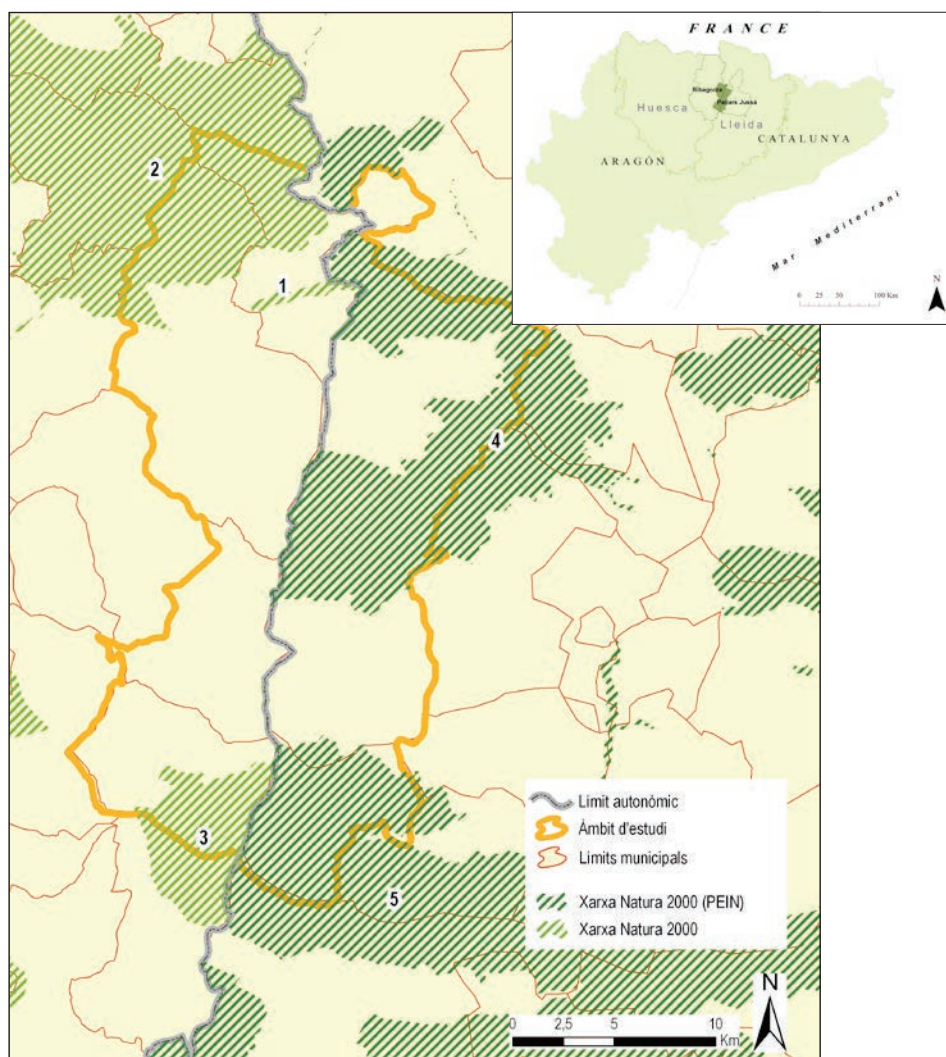 FRANCE
Ribagorça
Pallars Jussà
Huesca
Lleida
CATALUNYA
ARAGÓN
Mar Mediterrani
N
0 25 50 100 Km
2
1
4
3
5
Límit autonòmic
Àmbit d'estudi
Límits municipals
Xarxa Natura 2000 (PEIN)
Xarxa Natura 2000
N
0 2,5 5 10
Km